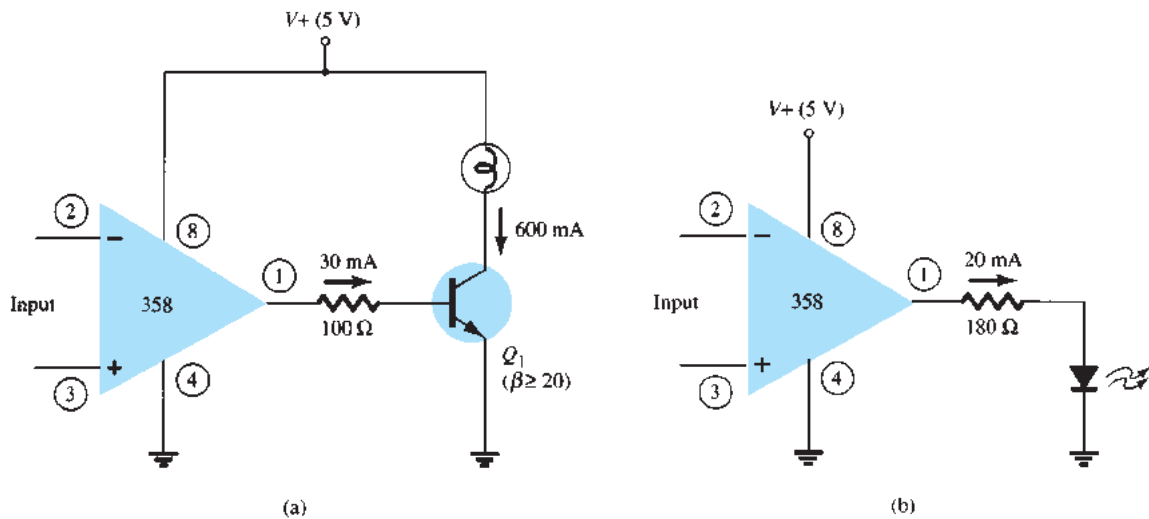 V+ (5 V)
2
8
600 mA
1
30 mA
Input
358
100 Ω
Q1
(β ≥ 20)
3
4
(a)
V+ (5 V)
2
8
1
20 mA
Input
358
180 Ω
3
4
(b)